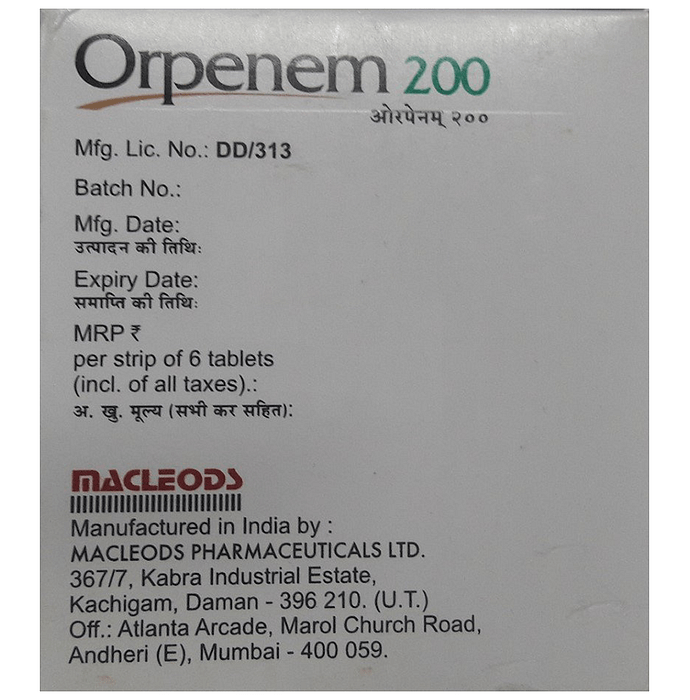 Orpenem 200
ओरपेनम् २००
Mfg. Lic. No.: DD/313
Batch No.:
Mfg. Date:
उत्पादन की तिथिः
Expiry Date:
समाप्ति की तिथिः
MRP ₹
per strip of 6 tablets
(incl. of all taxes).:
अ. खु. मूल्य (सभी कर सहित):
MACLEODS
Manufactured in India by :
MACLEODS PHARMACEUTICALS LTD.
367/7, Kabra Industrial Estate,
Kachigam, Daman - 396 210. (U.T.)
Off.: Atlanta Arcade, Marol Church Road,
Andheri (E), Mumbai - 400 059.